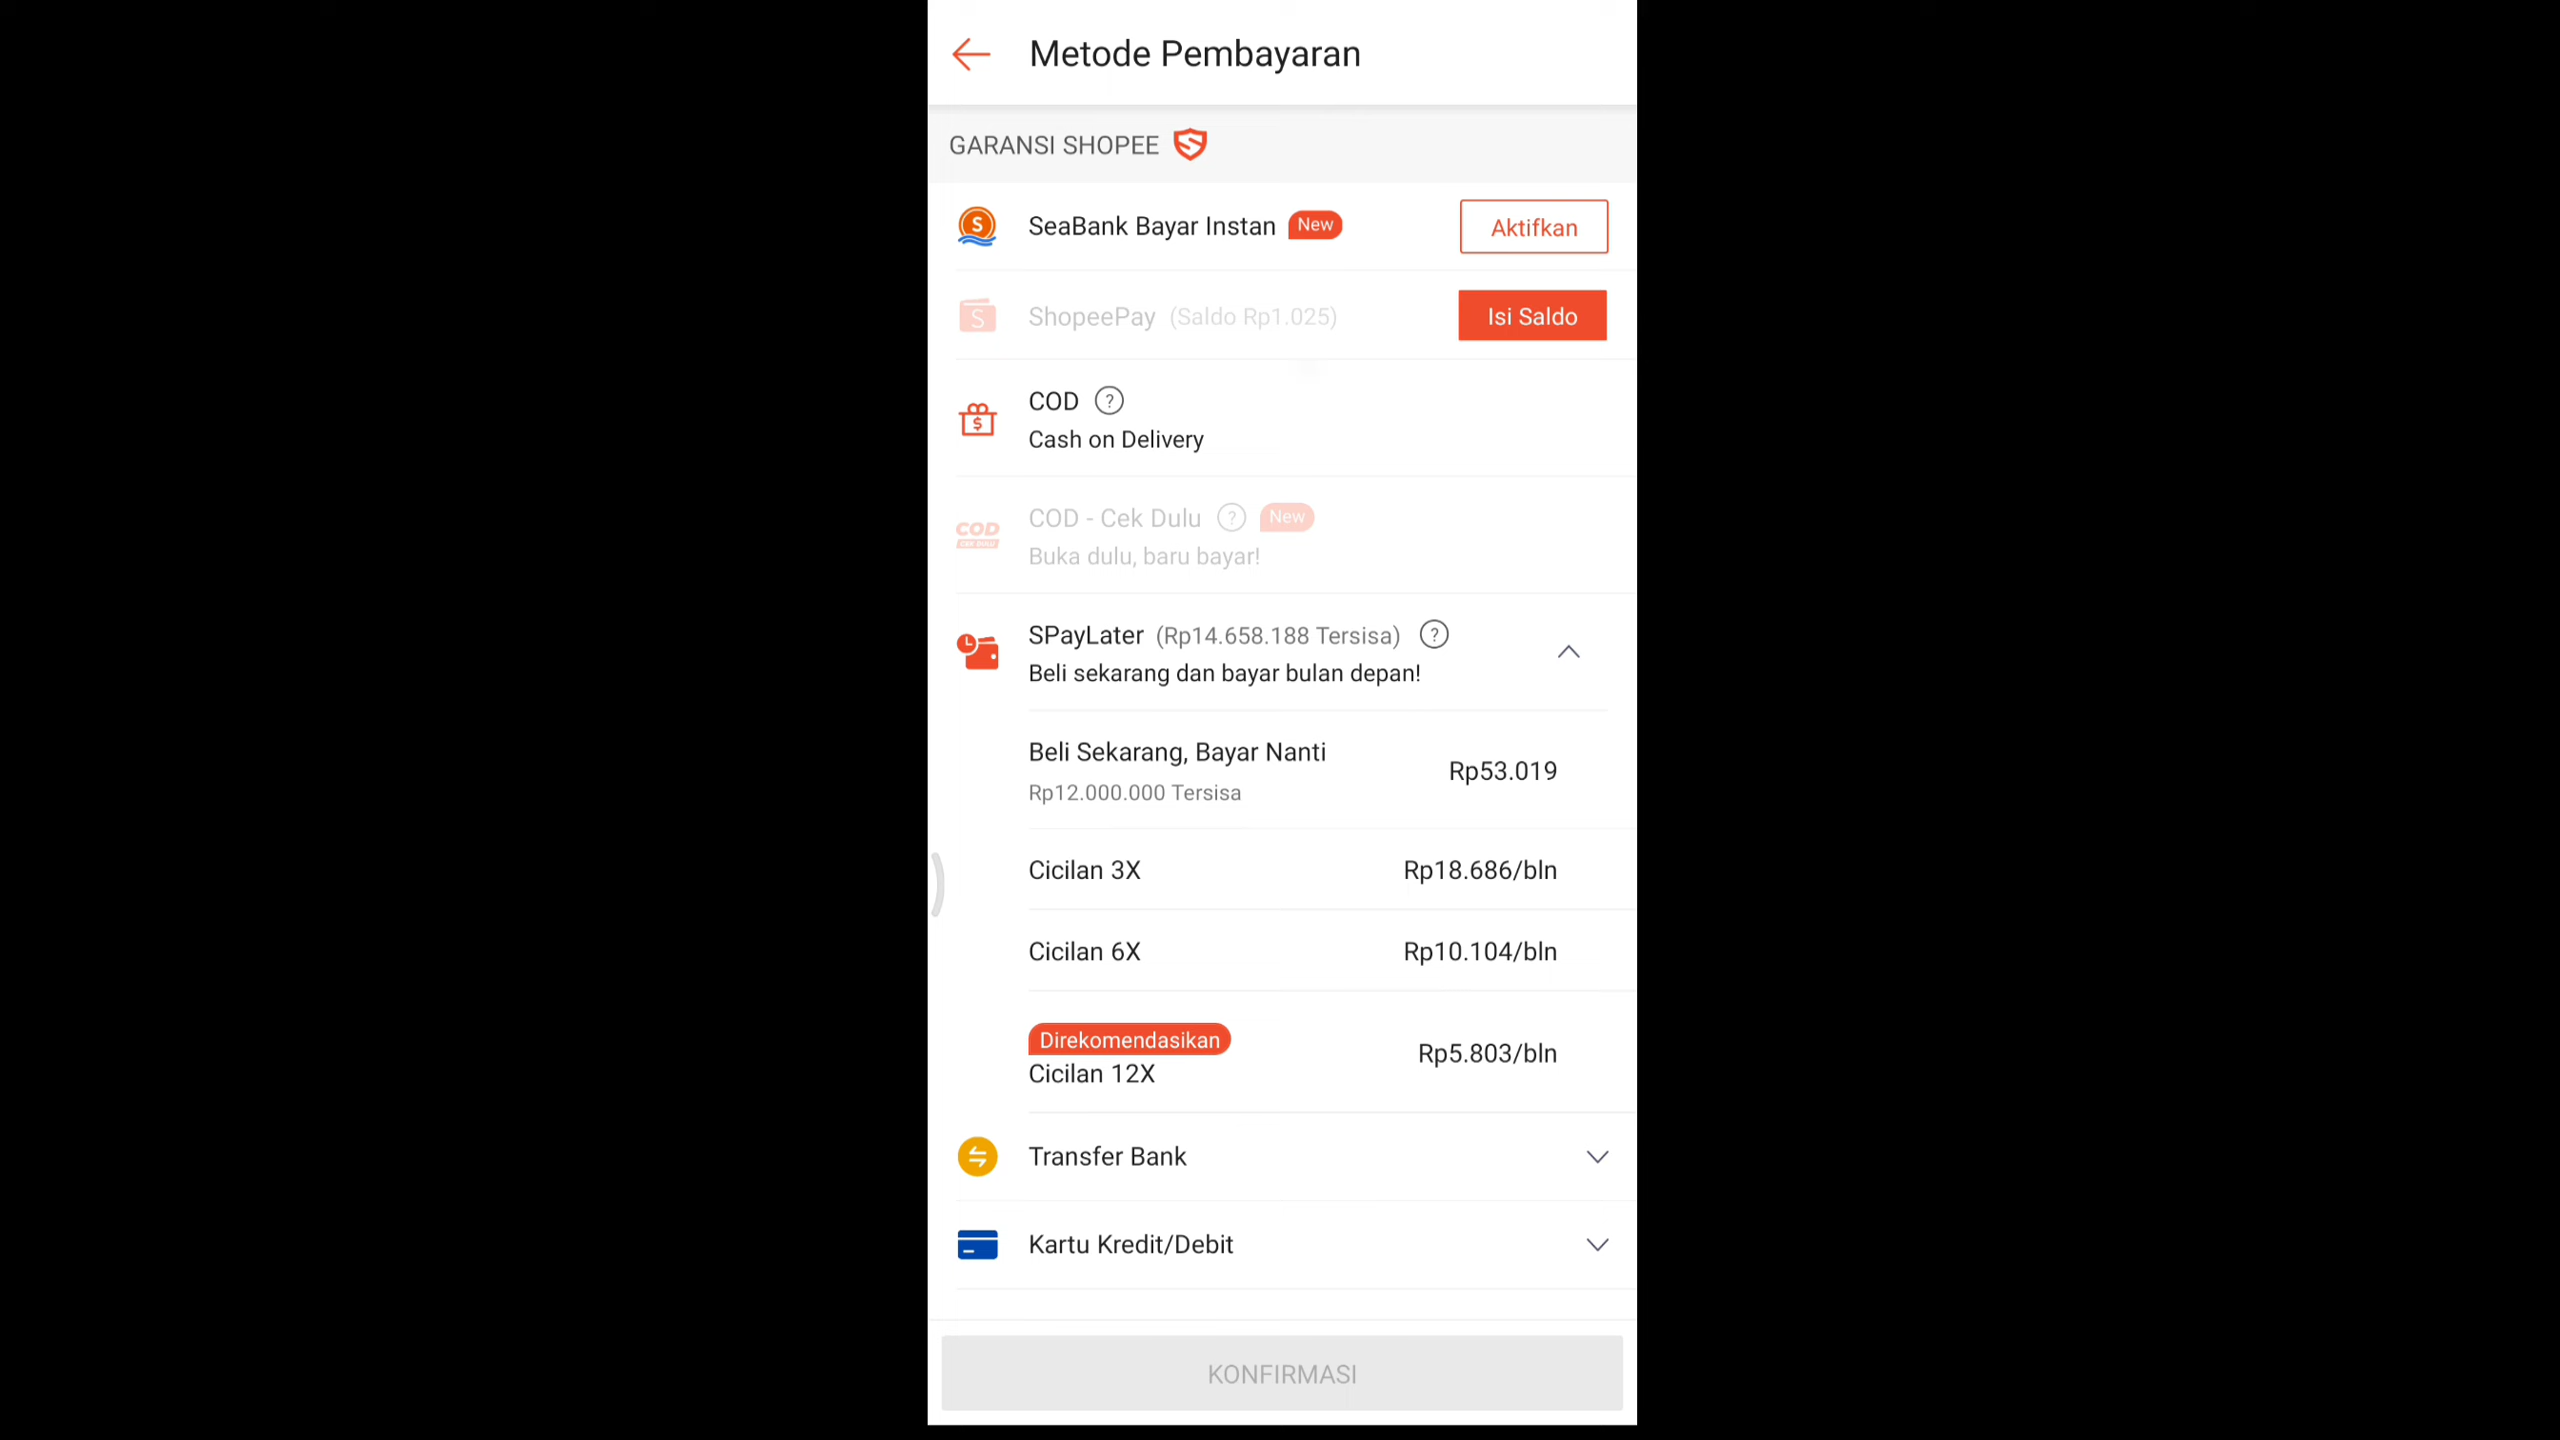 Metode Pembayaran
GARANSI SHOPEE
SeaBank Bayar Instan New Aktifkan
ShopeePay (Saldo Rp1.025) Isi Saldo
COD ?
Cash on Delivery
COD - Cek Dulu ? New
COD
Buka dulu, baru bayar!
SPayLater (Rp14.658.188 Tersisa) ?
Beli sekarang dan bayar bulan depan!
Beli Sekarang, Bayar Nanti Rp53.019
Rp12.000.000 Tersisa
Cicilan 3X Rp18.686/bln
Cicilan 6X Rp10.104/bln
Direkomendasikan
Cicilan 12X Rp5.803/bln
Transfer Bank
Kartu Kredit/Debit
KONFIRMASI